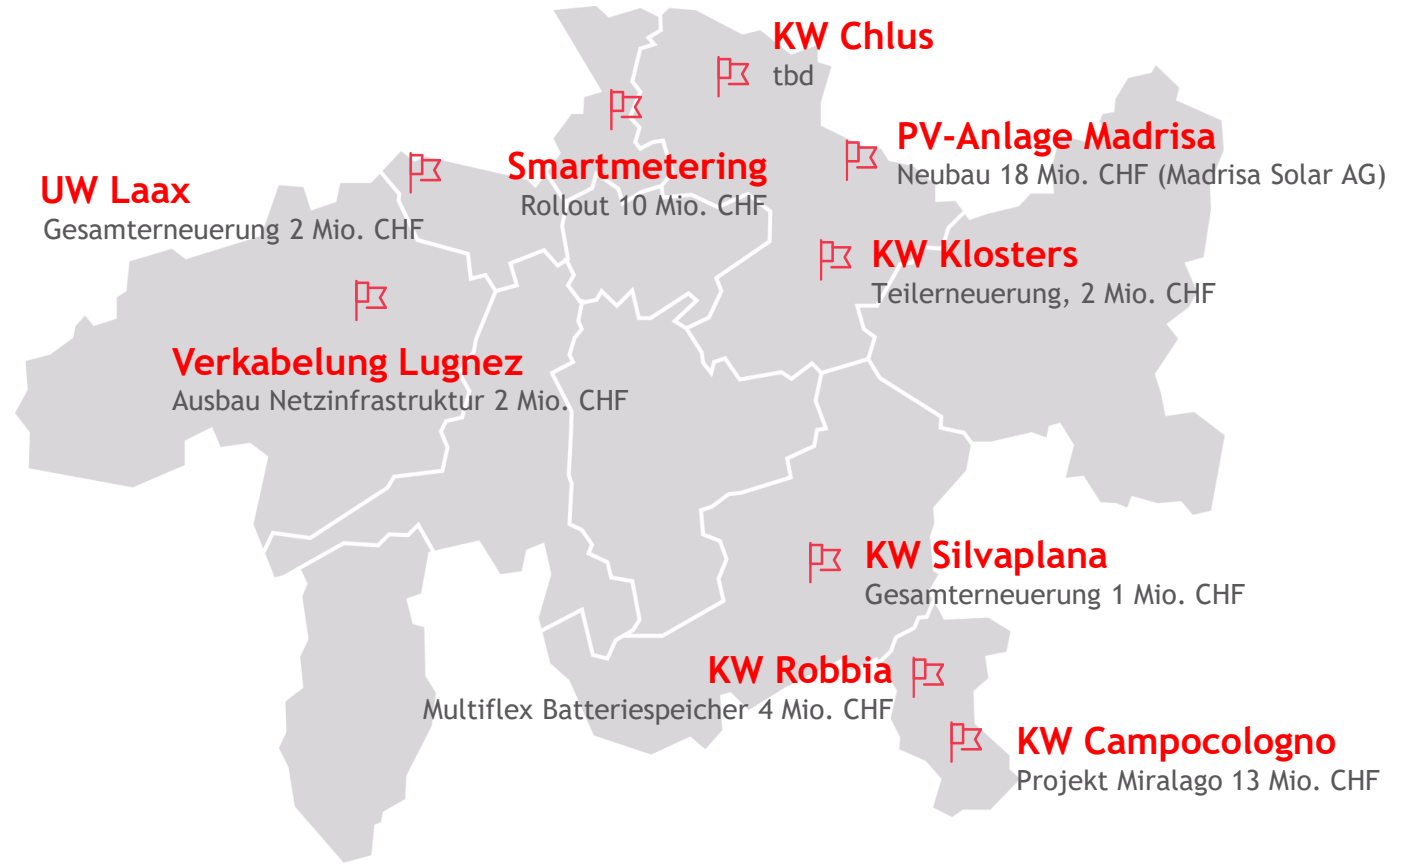 KW Chlus
tbd
PV-Anlage Madrisa
Neubau 18 Mio. CHF (Madrisa Solar AG)
Smartmetering
Rollout 10 Mio. CHF
UW Laax
Gesamterneuerung 2 Mio. CHF
KW Klosters
Teilerneuerung, 2 Mio. CHF
Verkabelung Lugnez
Ausbau Netzinfrastruktur 2 Mio. CHF
KW Silvaplana
Gesamterneuerung 1 Mio. CHF
KW Robbia
Multiflex Batteriespeicher 4 Mio. CHF
KW Campocologno
Projekt Miralago 13 Mio. CHF